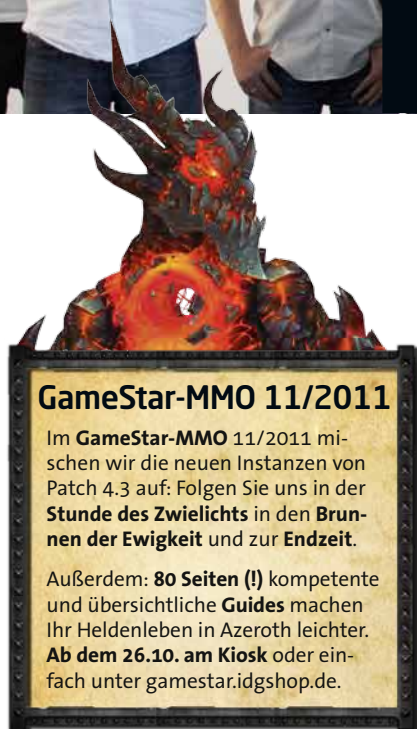 GameStar-MMO 11/2011
Im GameStar-MMO 11/2011 mi-
schen wir die neuen Instanzen von
Patch 4.3 auf: Folgen Sie uns in der
Stunde des Zwielichts in den Brun-
nen der Ewigkeit und zur Endzeit.
Außerdem: 80 Seiten (!) kompetente
und übersichtliche Guides machen
Ihr Heldenleben in Azeroth leichter.
Ab dem 26.10. am Kiosk oder ein-
fach unter gamestar.idgshop.de.